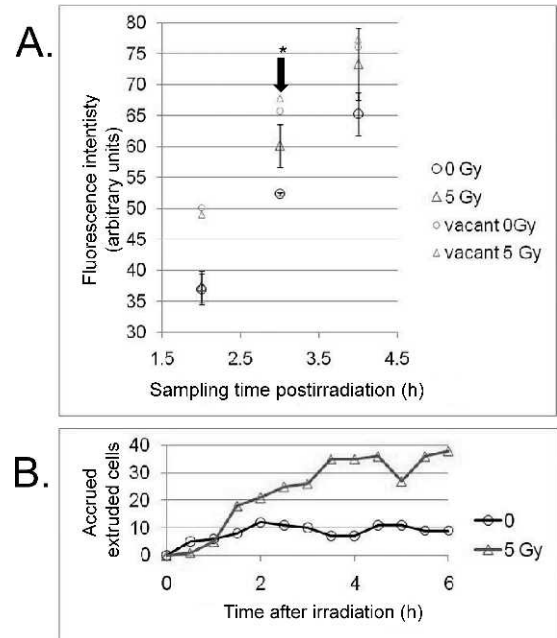 A.
Fluorescence intentisty
(arbitrary units)
80
75
70
65
60
55
50
45
40
35
30
*
1.5 2.5 3.5 4.5
Sampling time postirradiation (h)
0 Gy
5 Gy
vacant 0Gy
vacant 5 Gy
B.
Accrued
extruded cells
40
30
20
10
0
0 2 4 6
Time after irradiation (h)
0
5 Gy